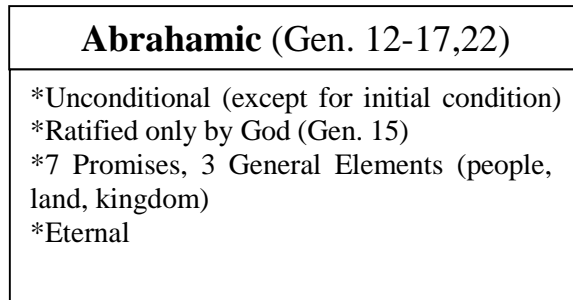 Abrahamic (Gen. 12-17,22)
*Unconditional (except for initial condition)
*Ratified only by God (Gen. 15)
*7 Promises, 3 General Elements (people,
land, kingdom)
*Eternal